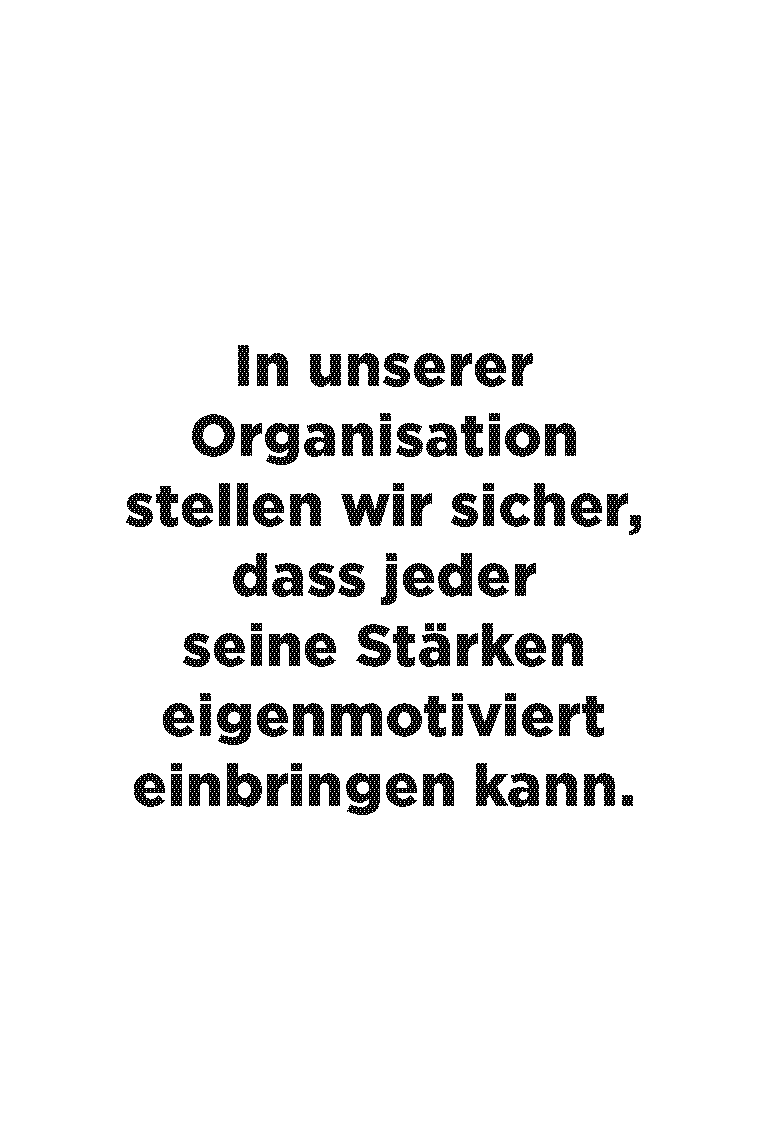 In unserer
Organisation
stellen wir sicher,
dass jeder
seine Stärken
eigenmotiviert
einbringen kann.